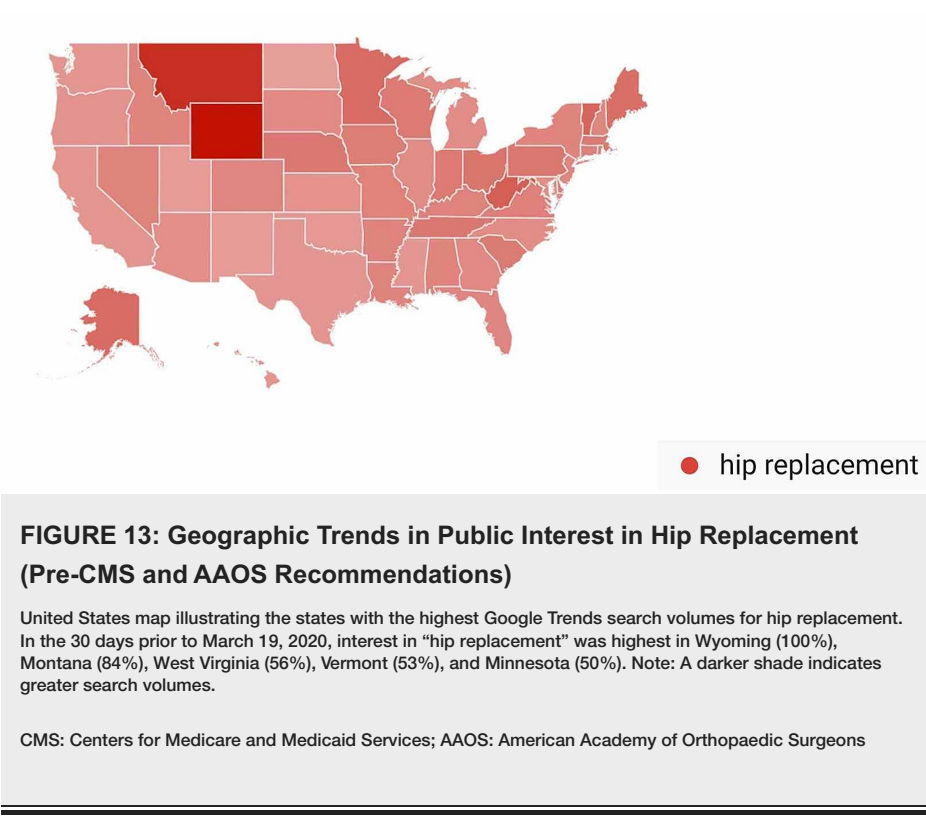 hip replacement
FIGURE 13: Geographic Trends in Public Interest in Hip Replacement
(Pre-CMS and AAOS Recommendations)
United States map illustrating the states with the highest Google Trends search volumes for hip replacement.
In the 30 days prior to March 19, 2020, interest in “hip replacement” was highest in Wyoming (100%),
Montana (84%), West Virginia (56%), Vermont (53%), and Minnesota (50%). Note: A darker shade indicates
greater search volumes.
CMS: Centers for Medicare and Medicaid Services; AAOS: American Academy of Orthopaedic Surgeons